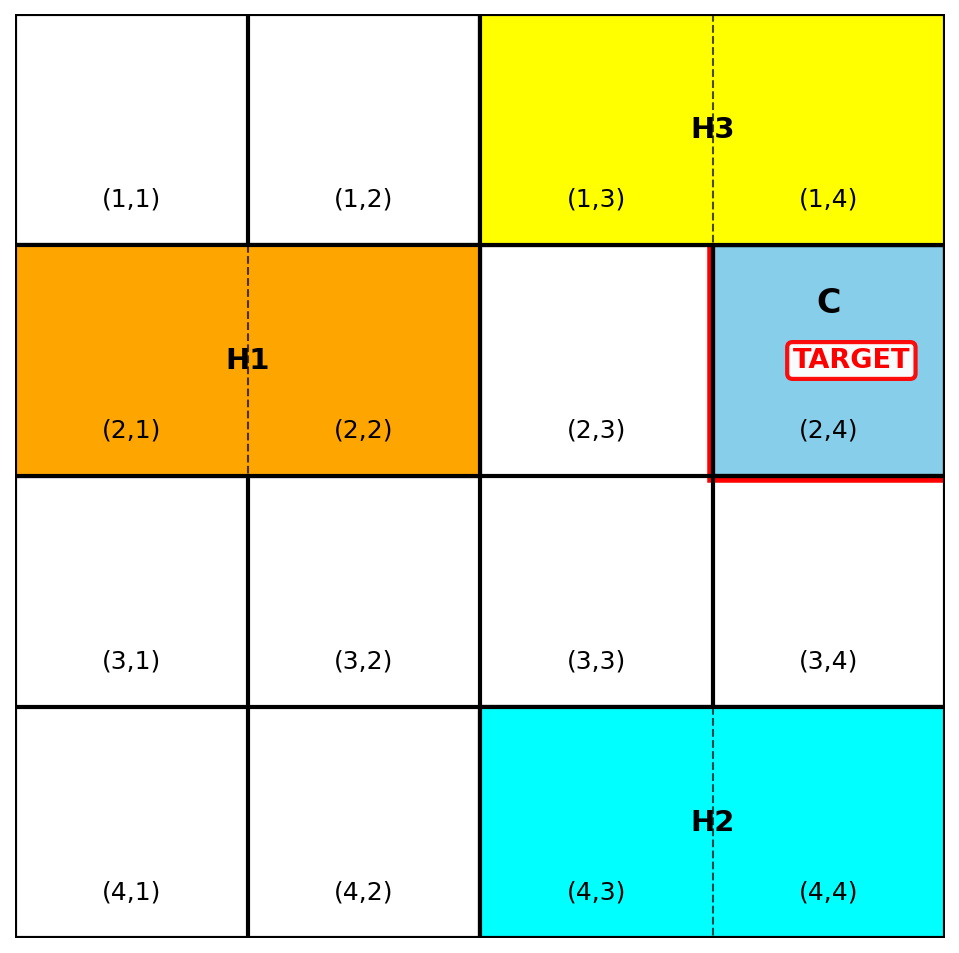 H3
(1,1) (1,2) (1,3) (1,4)
C
H1 TARGET
(2,1) (2,2) (2,3) (2,4)
(3,1) (3,2) (3,3) (3,4)
H2
(4,1) (4,2) (4,3) (4,4)